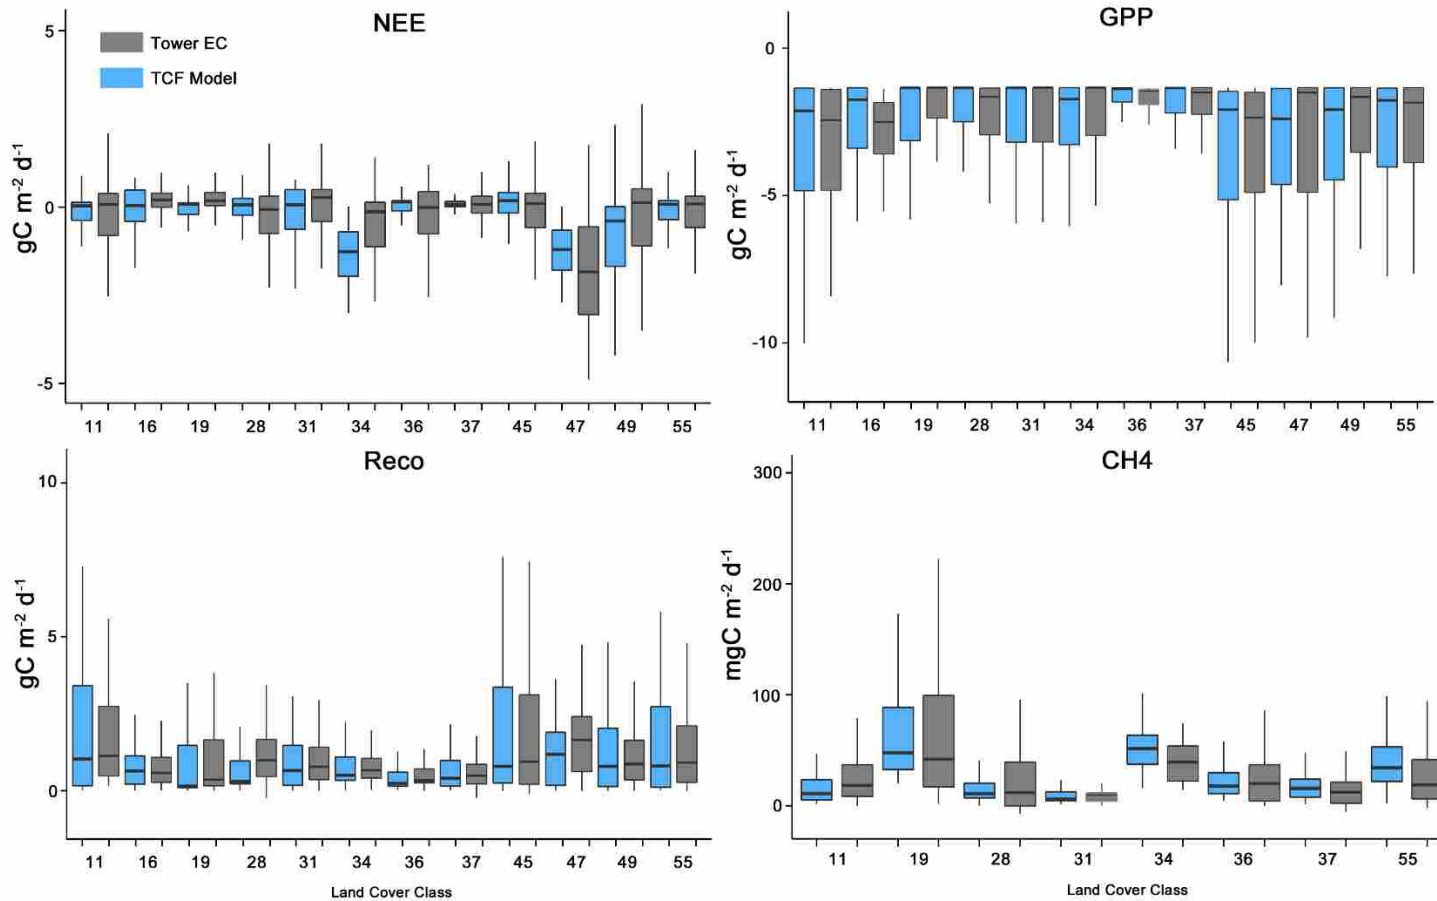 NEE
5
Tower EC
TCF Model
gC m-2 d-1
0
-5
11 16 19 28 31 34 36 37 45 47 49 55
GPP
0
gC m-2 d-1
-5
-10
11 16 19 28 31 34 36 37 45 47 49 55
Reco
10
gC m-2 d-1
5
0
11 16 19 28 31 34 36 37 45 47 49 55
Land Cover Class
CH4
300
mgC m-2 d-1
200
100
0
11 19 28 31 34 36 37 55
Land Cover Class